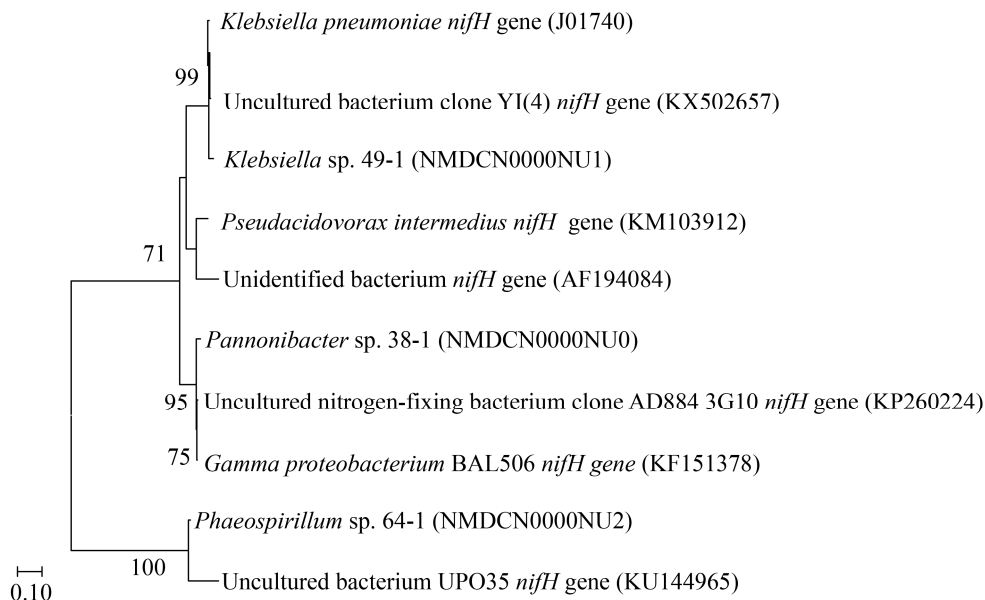 Klebsiella pneumoniae nifH gene (J01740)
99
Uncultured bacterium clone YI(4) nifH gene (KX502657)
Klebsiella sp. 49-1 (NMDCN0000NU1)
Pseudacidovorax intermedius nifH gene (KM103912)
71
Unidentified bacterium nifH gene (AF194084)
Pannonibacter sp. 38-1 (NMDCN0000NU0)
95
Uncultured nitrogen-fixing bacterium clone AD884 3G10 nifH gene (KP260224)
75
Gamma proteobacterium BAL506 nifH gene (KF151378)
Phaeospirillum sp. 64-1 (NMDCN0000NU2)
100
Uncultured bacterium UPO35 nifH gene (KU144965)
0.10